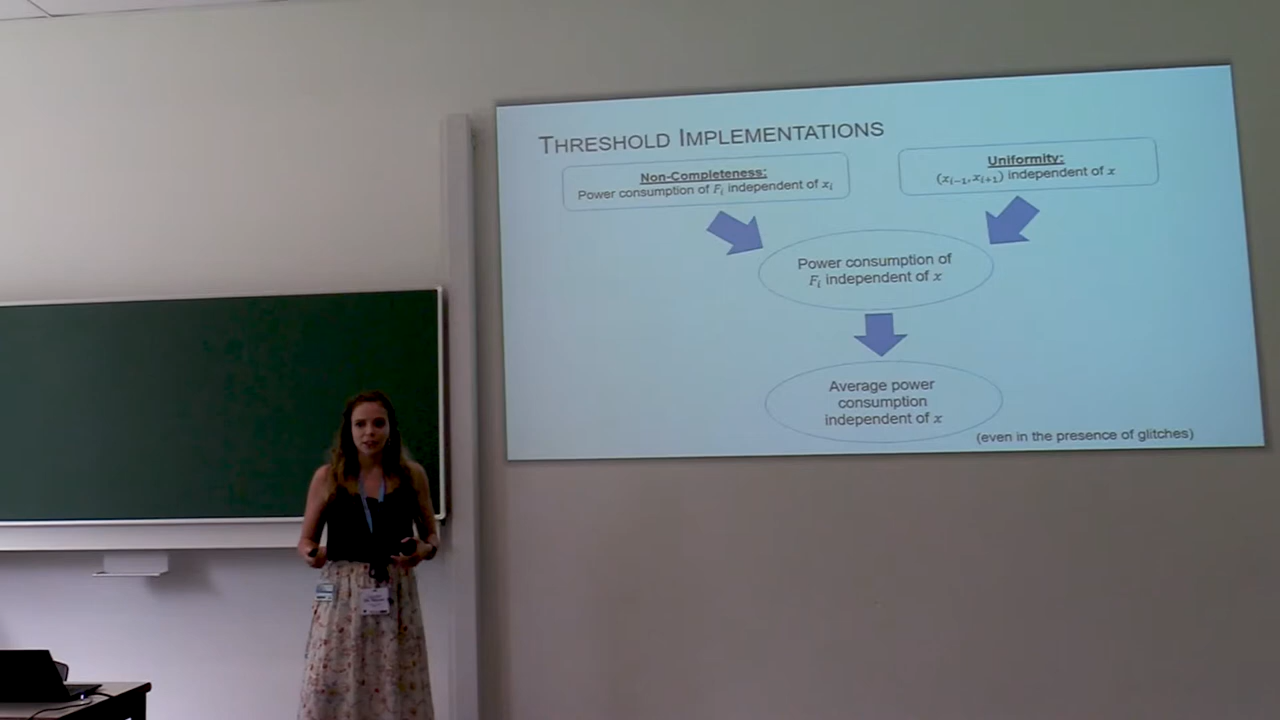 THRESHOLD IMPLEMENTATIONS
Non-Completeness:
Power consumption of Fᵢ independent of xᵢ
Uniformity:
(xᵢ₋₁, xᵢ₊₁) independent of x
Power consumption of
Fᵢ independent of x
Average power
consumption
independent of x
(even in the presence of glitches)